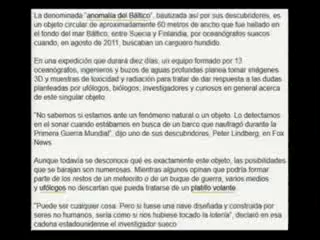 La denominada "anomalía del Báltico", bautizada así por sus descubridores, es
un objeto circular de aproximadamente 60 metros de ancho que fue hallado en
el fondo del mar Báltico, entre Suecia y Finlandia, por oceanógrafos suecos
cuando, en agosto de 2011, buscaban un carguero hundido.
En una expedición que durará diez días, un equipo formado por 13
oceanógrafos, ingenieros y buzos de aguas profundas planea tomar imágenes
3D y muestras de toxicidad y radiación para tratar de dar respuesta a las dudas
planteadas por ufólogos, biólogos, investigadores y curiosos en general acerca
de este singular objeto.
"No sabemos si estamos ante un fenómeno natural o un objeto. Lo detectamos
en el sonar cuando estábamos en busca de un barco que naufragó durante la
Primera Guerra Mundial", dijo uno de sus descubridores, Peter Lindberg, en Fox
News.
Aunque todavía se desconoce qué es exactamente este objeto, las posibilidades
que se barajan son numerosas. Mientras algunos opinan que podría formar
parte de los restos de un meteorito o de un buque de guerra, varios medios y
ufólogos no descartan que pueda tratarse de un platillo volante.
"Puede ser cualquier cosa. Pero si fuese una nave diseñada y construida por
seres no humanos, sería como si nos hubiese tocado la lotería", declaró en esa
cadena estadounidense el investigador sueco